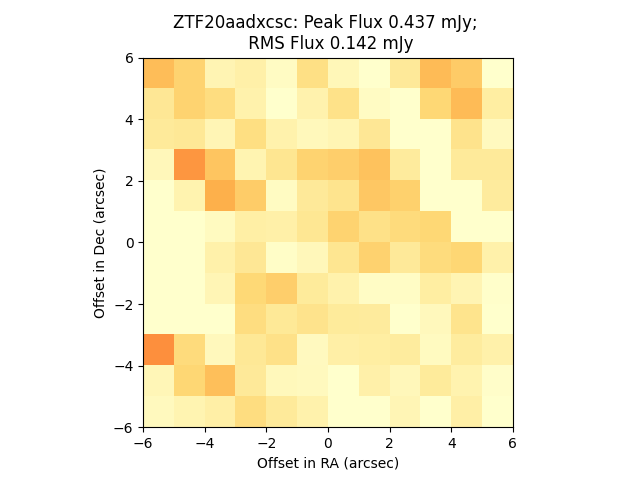 ZTF20aadxcsc: Peak Flux 0.437 mJy;
RMS Flux 0.142 mJy
6
4
2
0
−2
−4
−6
Offset in Dec (arcsec)
−6 −4 −2 0 2 4 6
Offset in RA (arcsec)